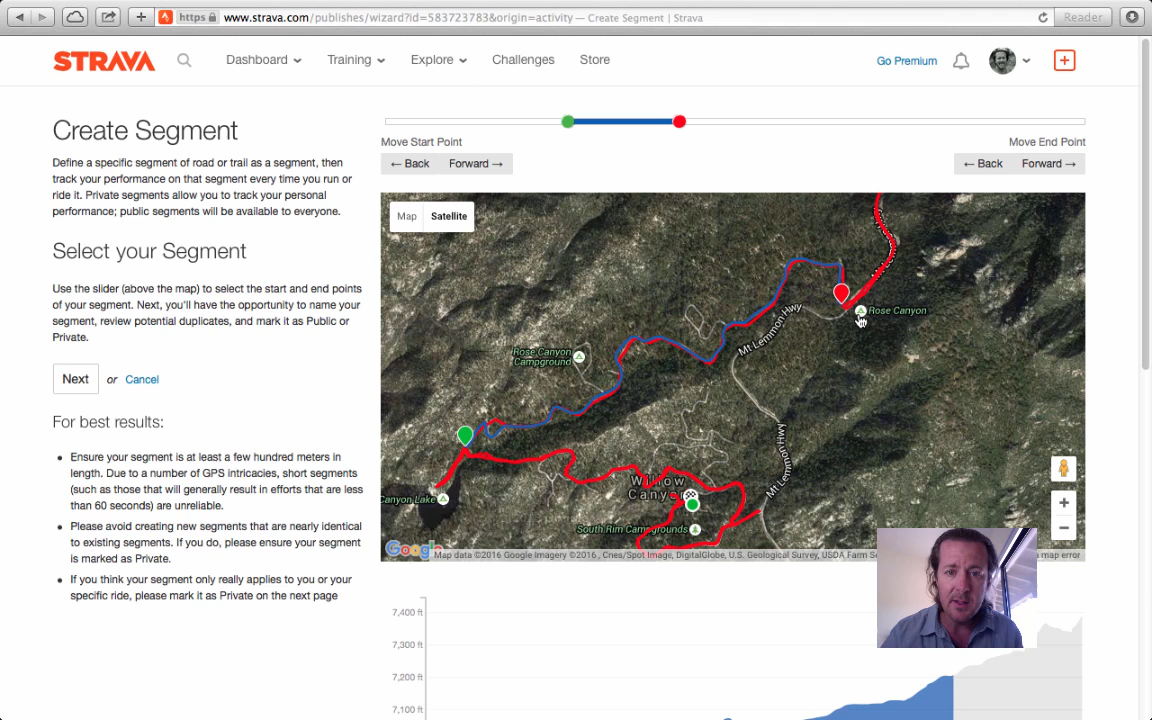 https www.strava.com/publishes/wizard?id=583723783&origin=activity — Create Segment | Strava Reader
STRAVA Dashboard Training Explore Challenges Store Go Premium
Create Segment
Define a specific segment of road or trail as a segment, then
track your performance on that segment every time you run or
ride it. Private segments allow you to track your personal
performance; public segments will be available to everyone.
Select your Segment
Use the slider (above the map) to select the start and end points
of your segment. Next, you'll have the opportunity to name your
segment, review potential duplicates, and mark it as Public or
Private.
Next or Cancel
For best results:
Ensure your segment is at least a few hundred meters in
length. Due to a number of GPS intricacies, short segments
(such as those that will generally result in efforts that are less
than 60 seconds) are unreliable.
Please avoid creating new segments that are nearly identical
to existing segments. If you do, please ensure your segment
is marked as Private.
If you think your segment only really applies to you or your
specific ride, please mark it as Private on the next page
Move Start Point
← Back Forward →
Move End Point
← Back Forward →
Map Satellite
Rose Canyon
Mt Lemmon Hwy
Rose Canyon
Campground
Mt Lemmon Hwy
Willow
Canyon
Canyon Lake
South Rim Campgrounds
Google
Map data ©2016 Google Imagery ©2016 , Cnes/Spot Image, DigitalGlobe, U.S. Geological Survey, USDA Farm Se
a map error
7,400 ft
7,300 ft
7,200 ft
7,100 ft